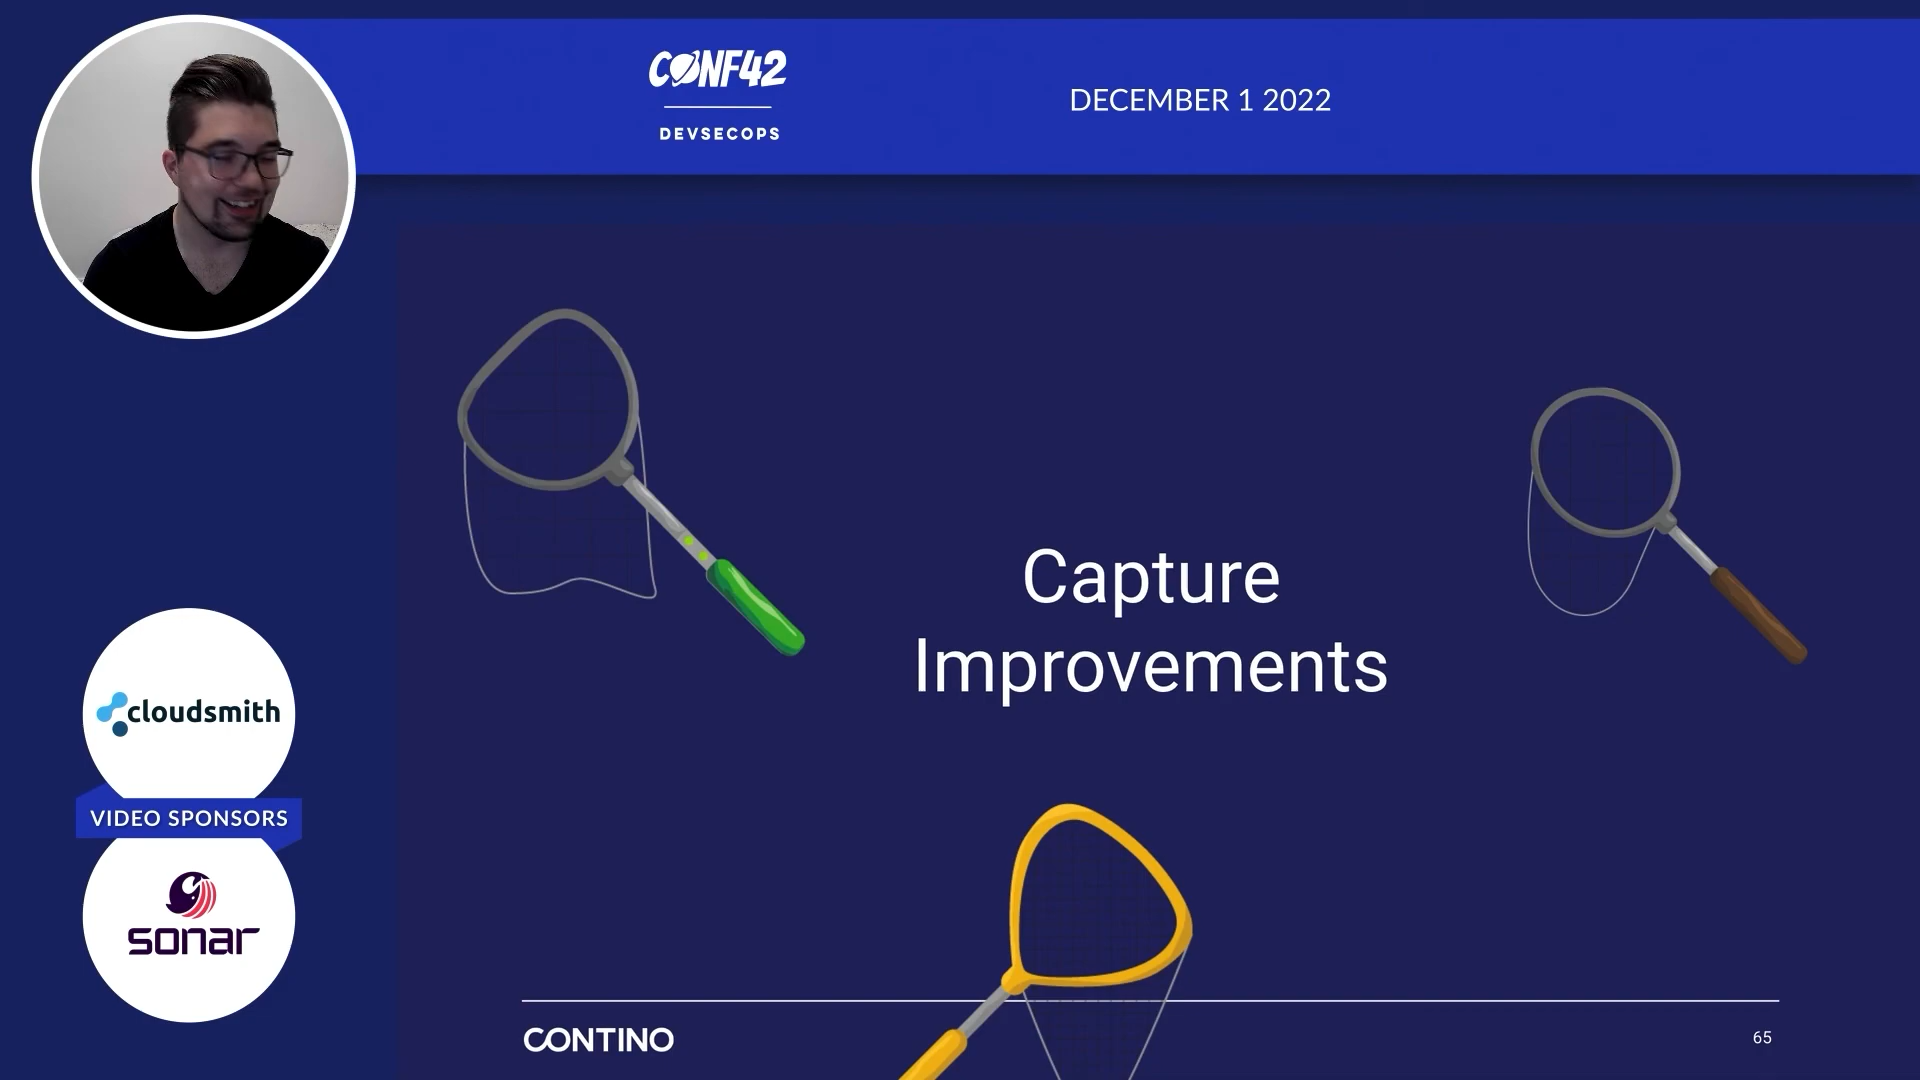 CONF42
DEVSECOPS
DECEMBER 1 2022
Capture
Improvements
cloudsmith
VIDEO SPONSORS
sonar
CONTINO
65